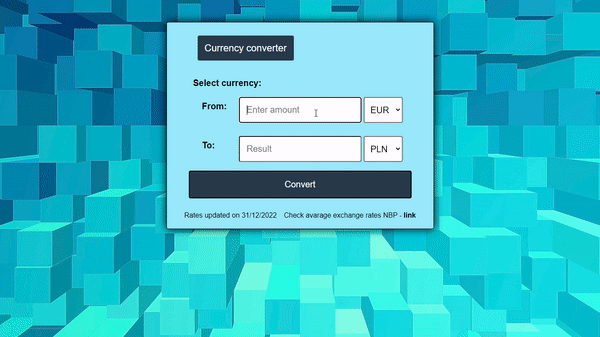 Currency converter
Select currency:
From: Enter amount EUR
To: Result PLN
Convert
Rates updated on 31/12/2022 Check avarage exchange rates NBP - link